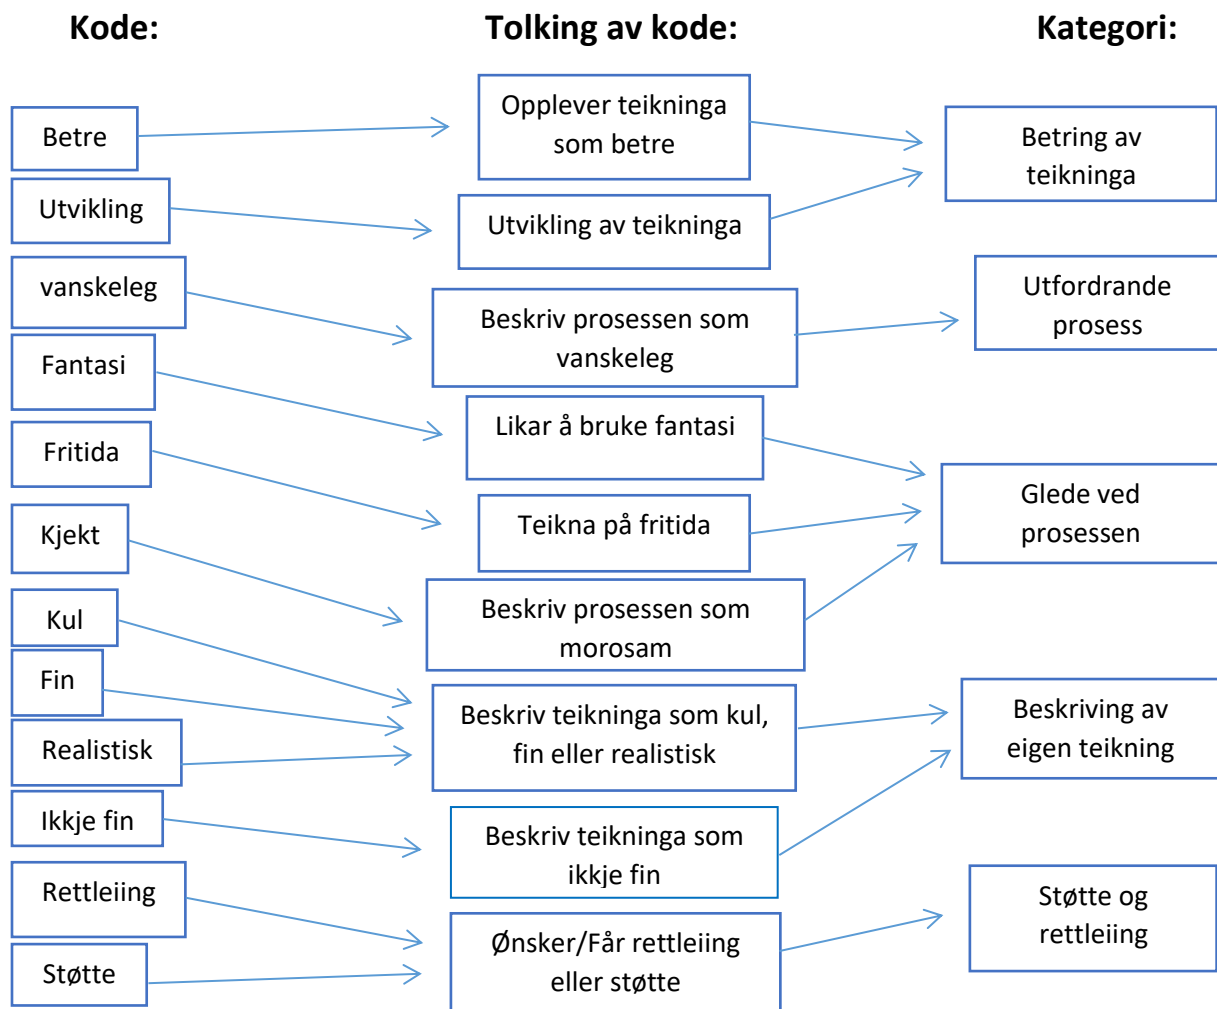 Kode:
Tolking av kode:
Kategori:
Betre
Utvikling
vanskeleg
Fantasi
Fritida
Kjekt
Kul
Fin
Realistisk
Ikkje fin
Rettleiing
Støtte
Opplever teikninga
som betre
Utvikling av teikninga
Beskriv prosessen som
vanskeleg
Likar å bruke fantasi
Teikna på fritida
Beskriv prosessen som
morosam
Beskriv teikninga som kul,
fin eller realistisk
Beskriv teikninga som
ikkje fin
Ønsker/Får rettleiing
eller støtte
Betring av
teikninga
Utfordrande
prosess
Glede ved
prosessen
Beskriving av
eigen teikning
Støtte og
rettleiing